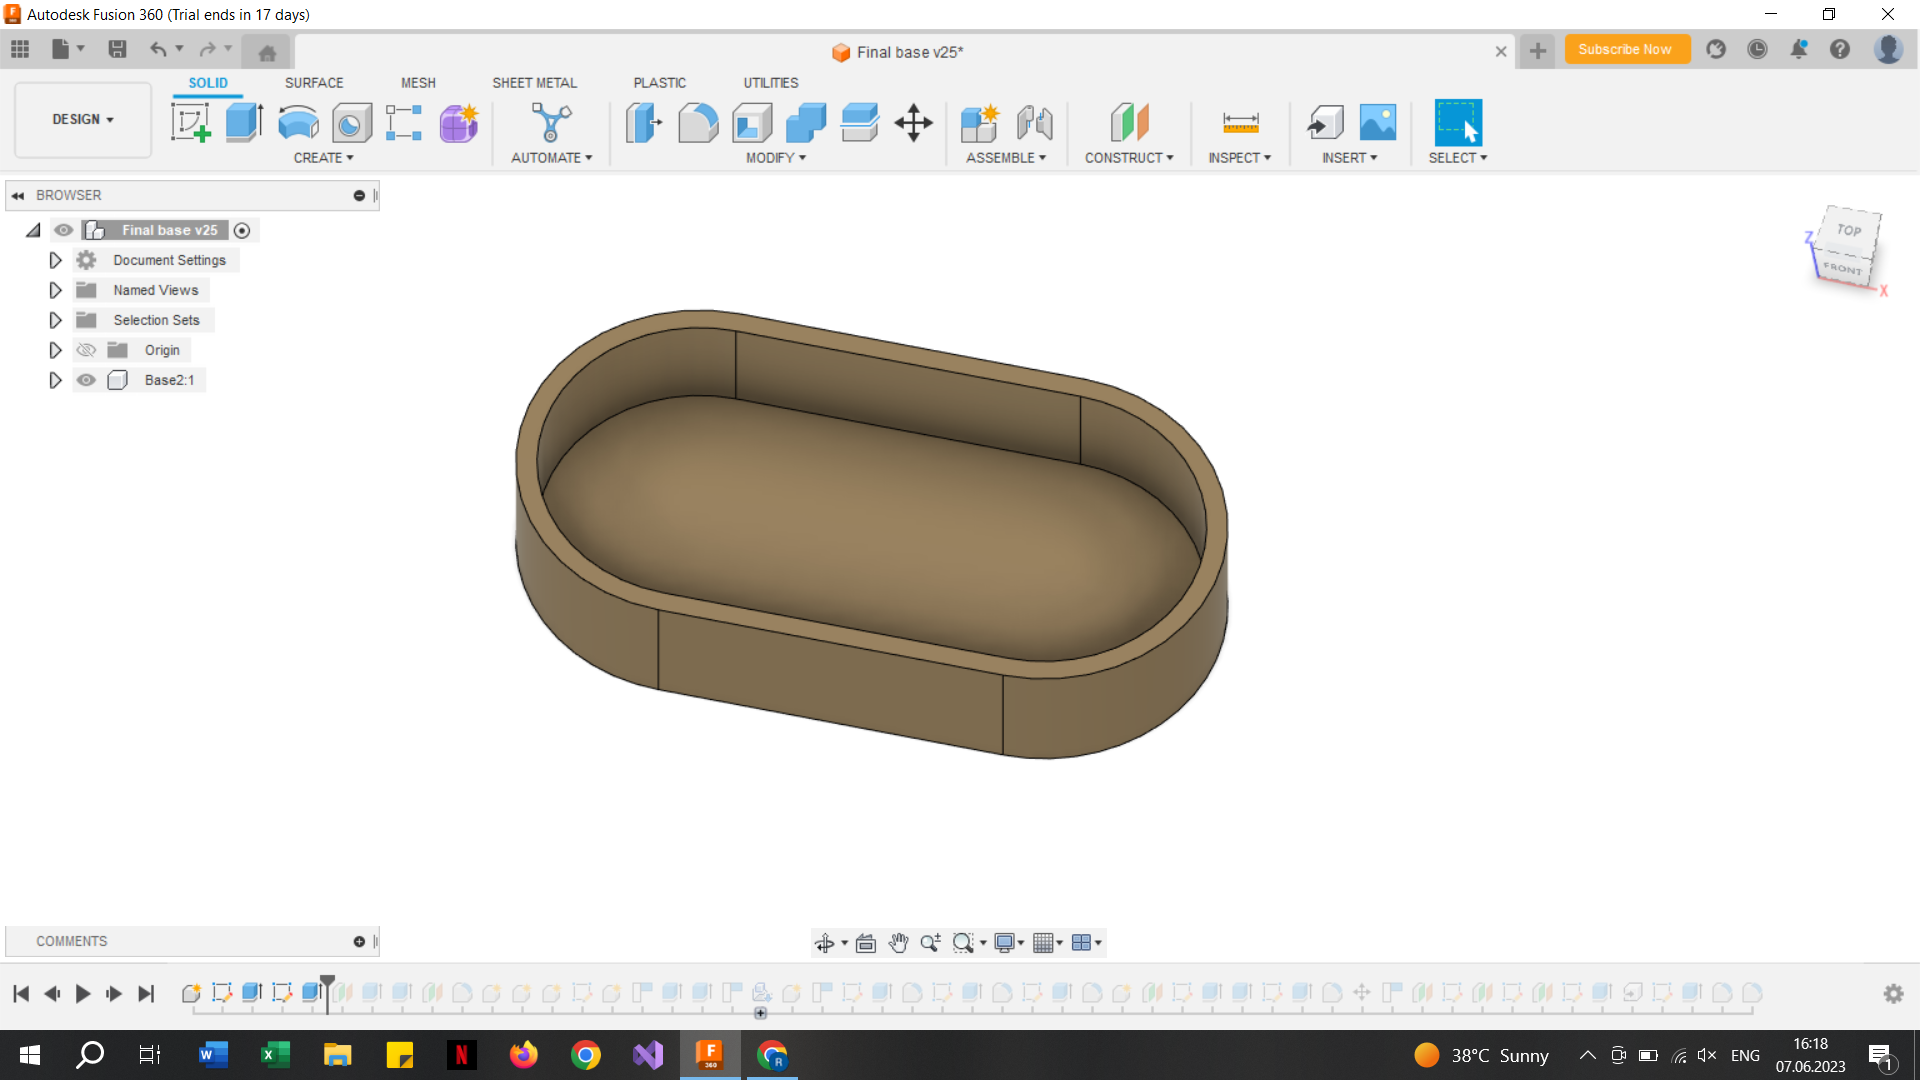 Autodesk Fusion 360 (Trial ends in 17 days)
Final base v25*
Subscribe Now
SOLID SURFACE MESH SHEET METAL PLASTIC UTILITIES
DESIGN
CREATE AUTOMATE MODIFY ASSEMBLE CONSTRUCT INSPECT INSERT SELECT
BROWSER
Final base v25
Document Settings
Named Views
Selection Sets
Origin
Base2:1
TOP
FRONT
Z
X
COMMENTS
38°C Sunny
ENG
16:18
07.06.2023
1